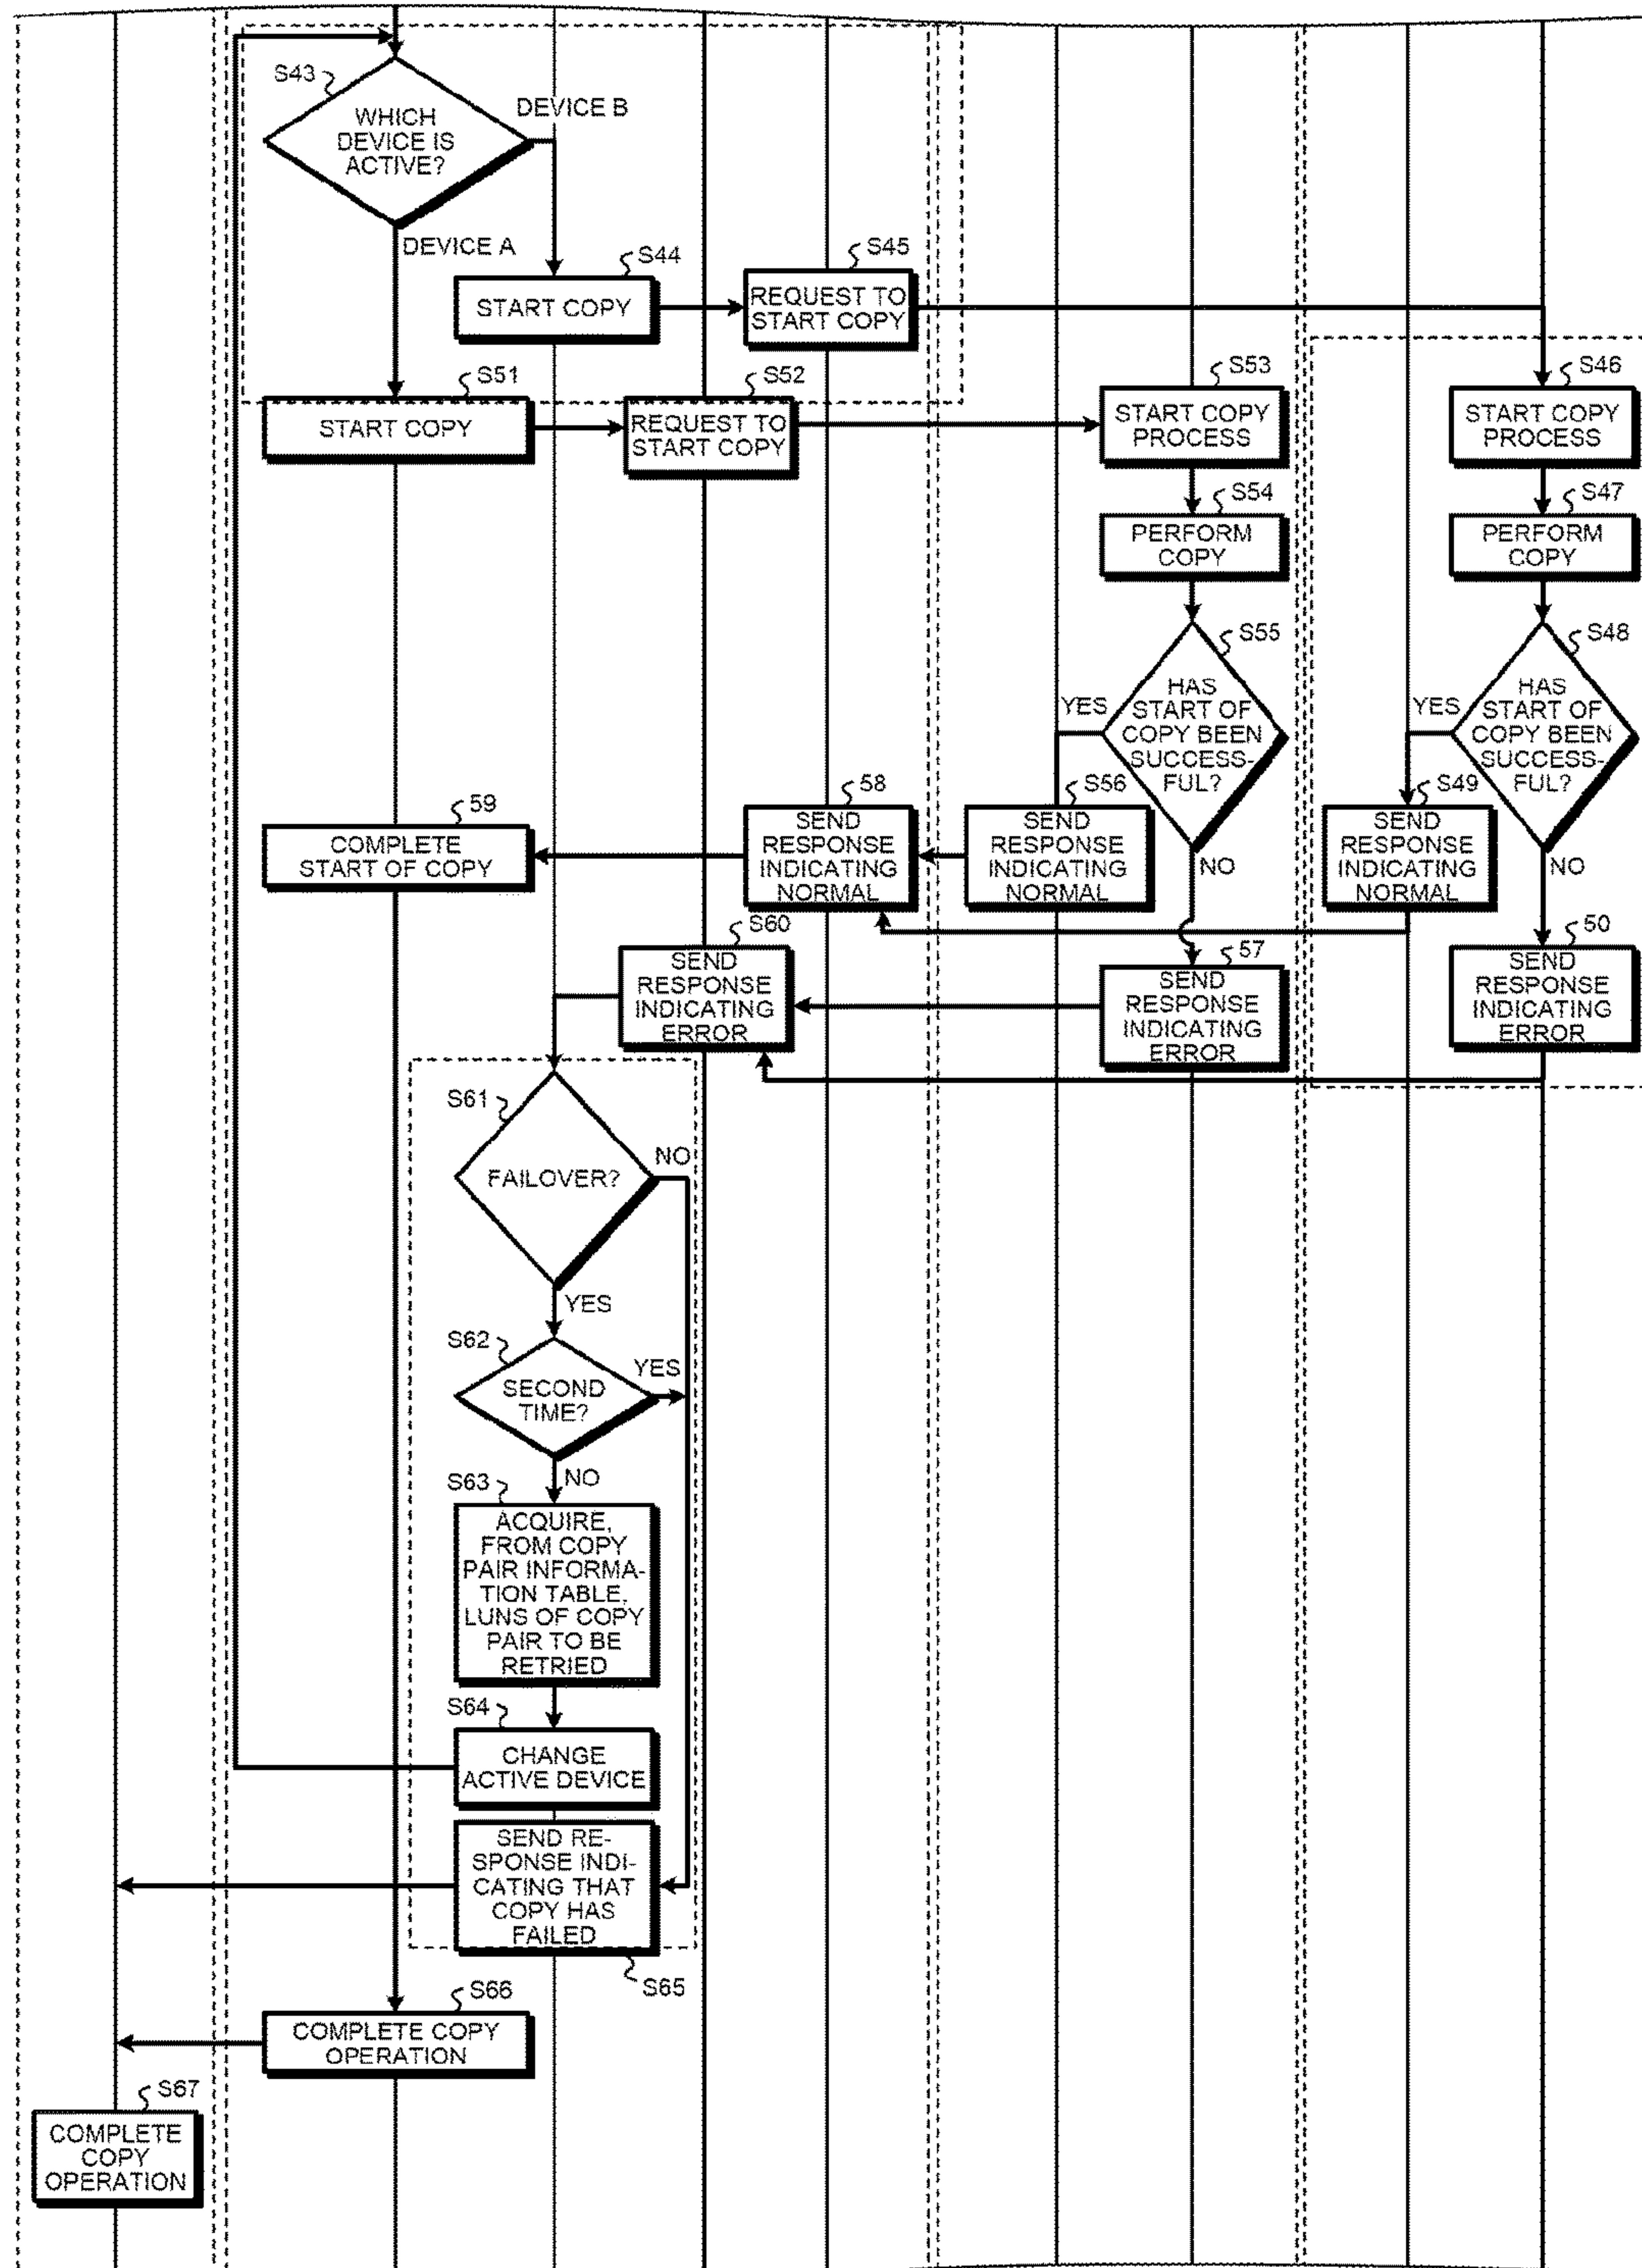 S43
WHICH
DEVICE IS
ACTIVE?
DEVICE B
DEVICE A
S44
START COPY
S45
REQUEST TO
START COPY
S51
START COPY
S52
REQUEST TO
START COPY
S53
START COPY
PROCESS
S46
START COPY
PROCESS
S54
PERFORM
COPY
S47
PERFORM
COPY
S55
HAS
START OF
COPY BEEN
SUCCESS-
FUL?
YES
NO
S48
HAS
START OF
COPY BEEN
SUCCESS-
FUL?
YES
NO
59
COMPLETE
START OF COPY
58
SEND
RESPONSE
INDICATING
NORMAL
S56
SEND
RESPONSE
INDICATING
NORMAL
S49
SEND
RESPONSE
INDICATING
NORMAL
S60
SEND
RESPONSE
INDICATING
ERROR
57
SEND
RESPONSE
INDICATING
ERROR
50
SEND
RESPONSE
INDICATING
ERROR
S61
FAILOVER?
NO
YES
S62
SECOND
TIME?
YES
NO
S63
ACQUIRE,
FROM COPY
PAIR INFORMA-
TION TABLE,
LUNS OF COPY
PAIR TO BE
RETRIED
S64
CHANGE
ACTIVE DEVICE
SEND RE-
SPONSE INDI-
CATING THAT
COPY HAS
FAILED
S65
S66
COMPLETE COPY
OPERATION
S67
COMPLETE
COPY
OPERATION